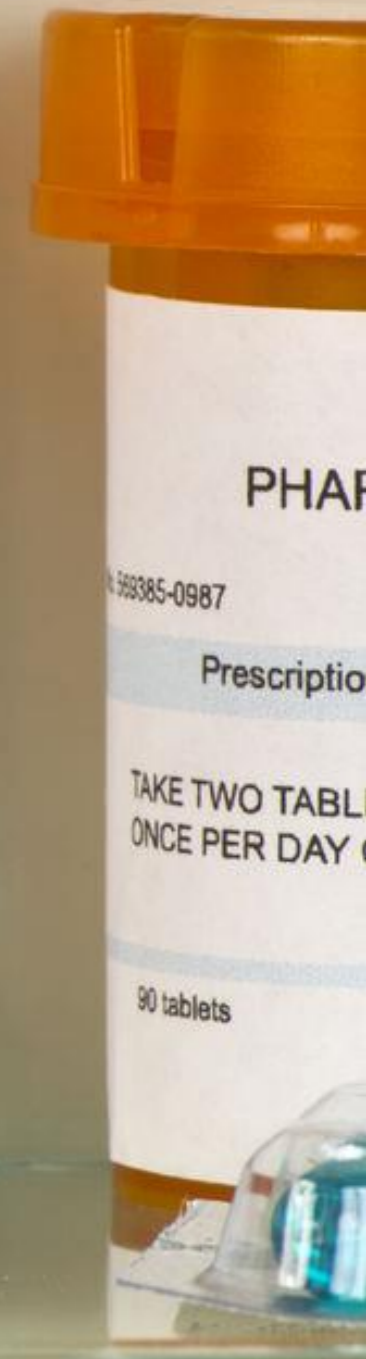 PHAR
569385-0987
Prescriptio
TAKE TWO TABL
ONCE PER DAY
90 tablets